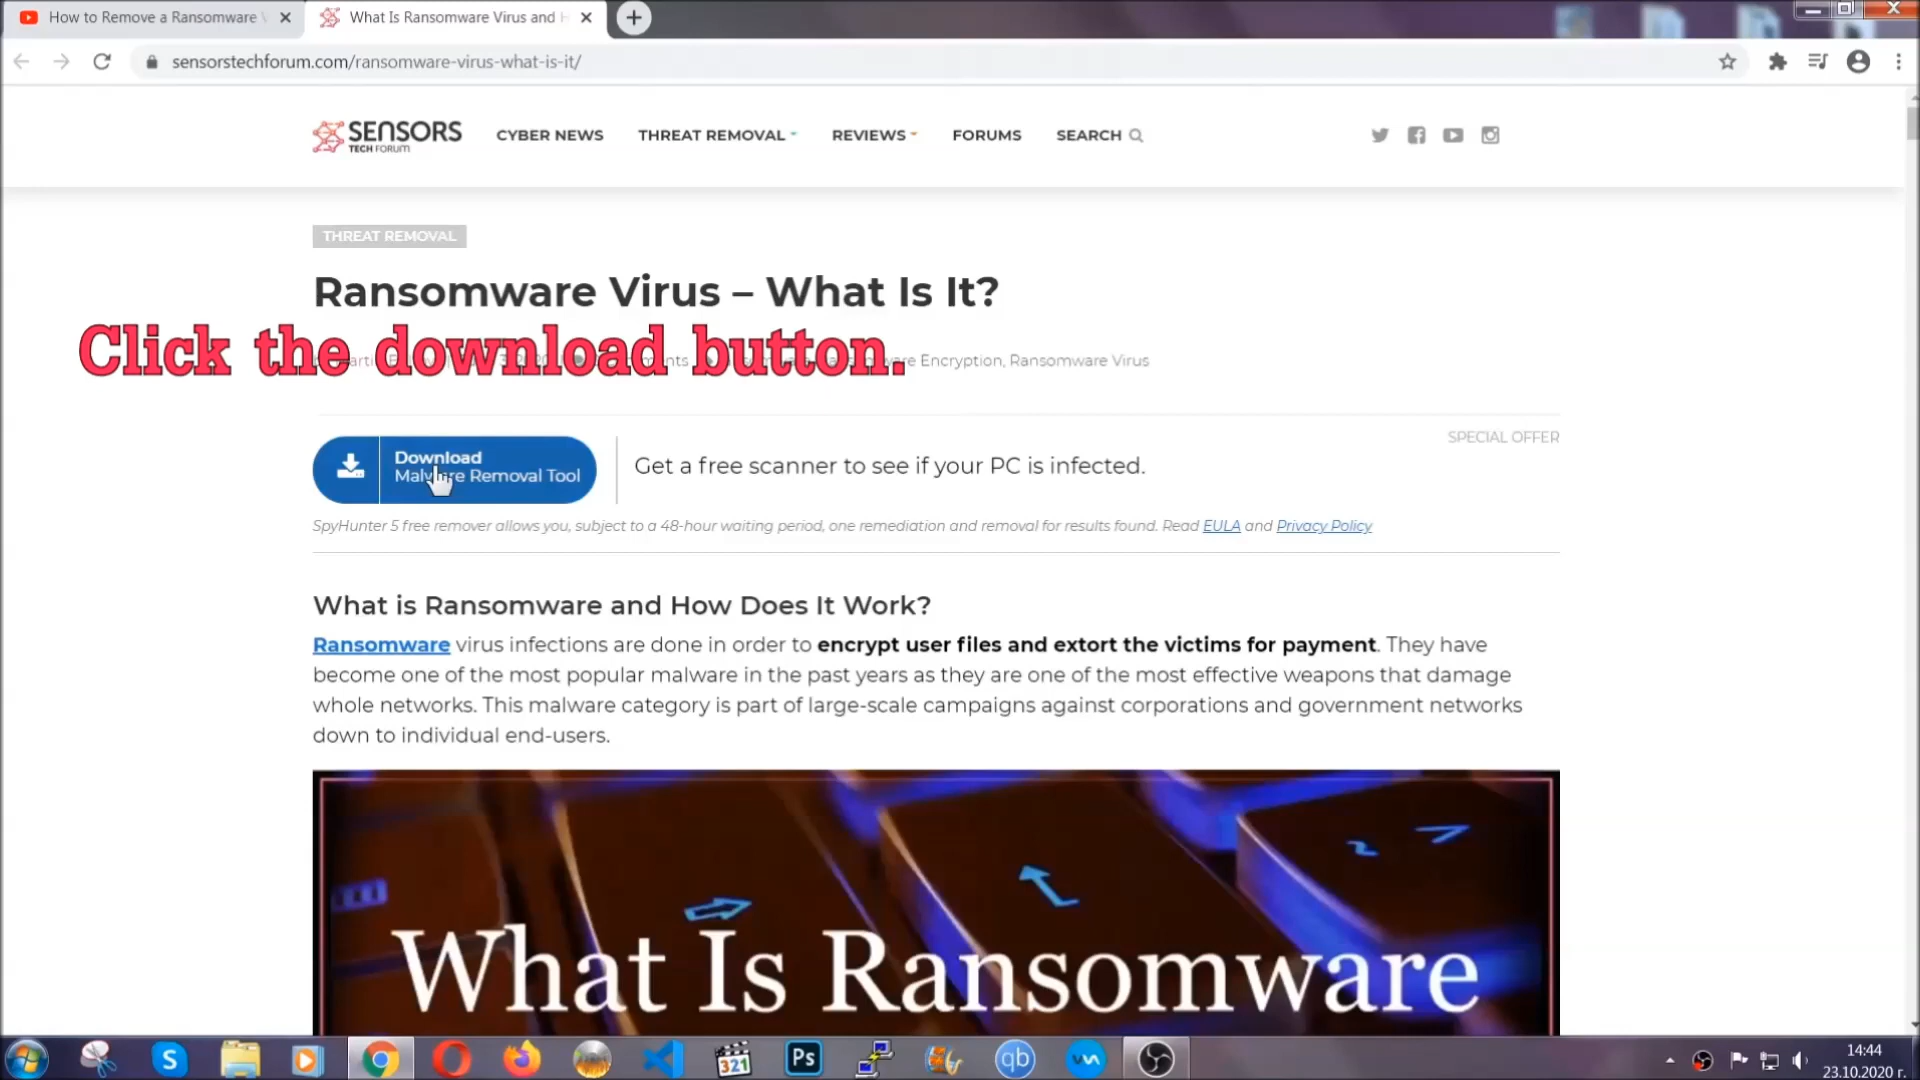 How to Remove a Ransomware
What Is Ransomware Virus and
sensorstechforum.com/ransomware-virus-what-is-it/
SENSORS
TECH FORUM
CYBER NEWS
THREAT REMOVAL
REVIEWS
FORUMS
SEARCH
THREAT REMOVAL
Ransomware Virus – What Is It?
Click the download button.
Encryption, Ransomware Virus
SPECIAL OFFER
Download
Malware Removal Tool
Get a free scanner to see if your PC is infected.
SpyHunter 5 free remover allows you, subject to a 48-hour waiting period, one remediation and removal for results found. Read EULA and Privacy Policy
What is Ransomware and How Does It Work?
Ransomware virus infections are done in order to encrypt user files and extort the victims for payment. They have
become one of the most popular malware in the past years as they are one of the most effective weapons that damage
whole networks. This malware category is part of large-scale campaigns against corporations and government networks
down to individual end-users.
What Is Ransomware
S
321
Ps
qb
14:44
23.10.2020 г.